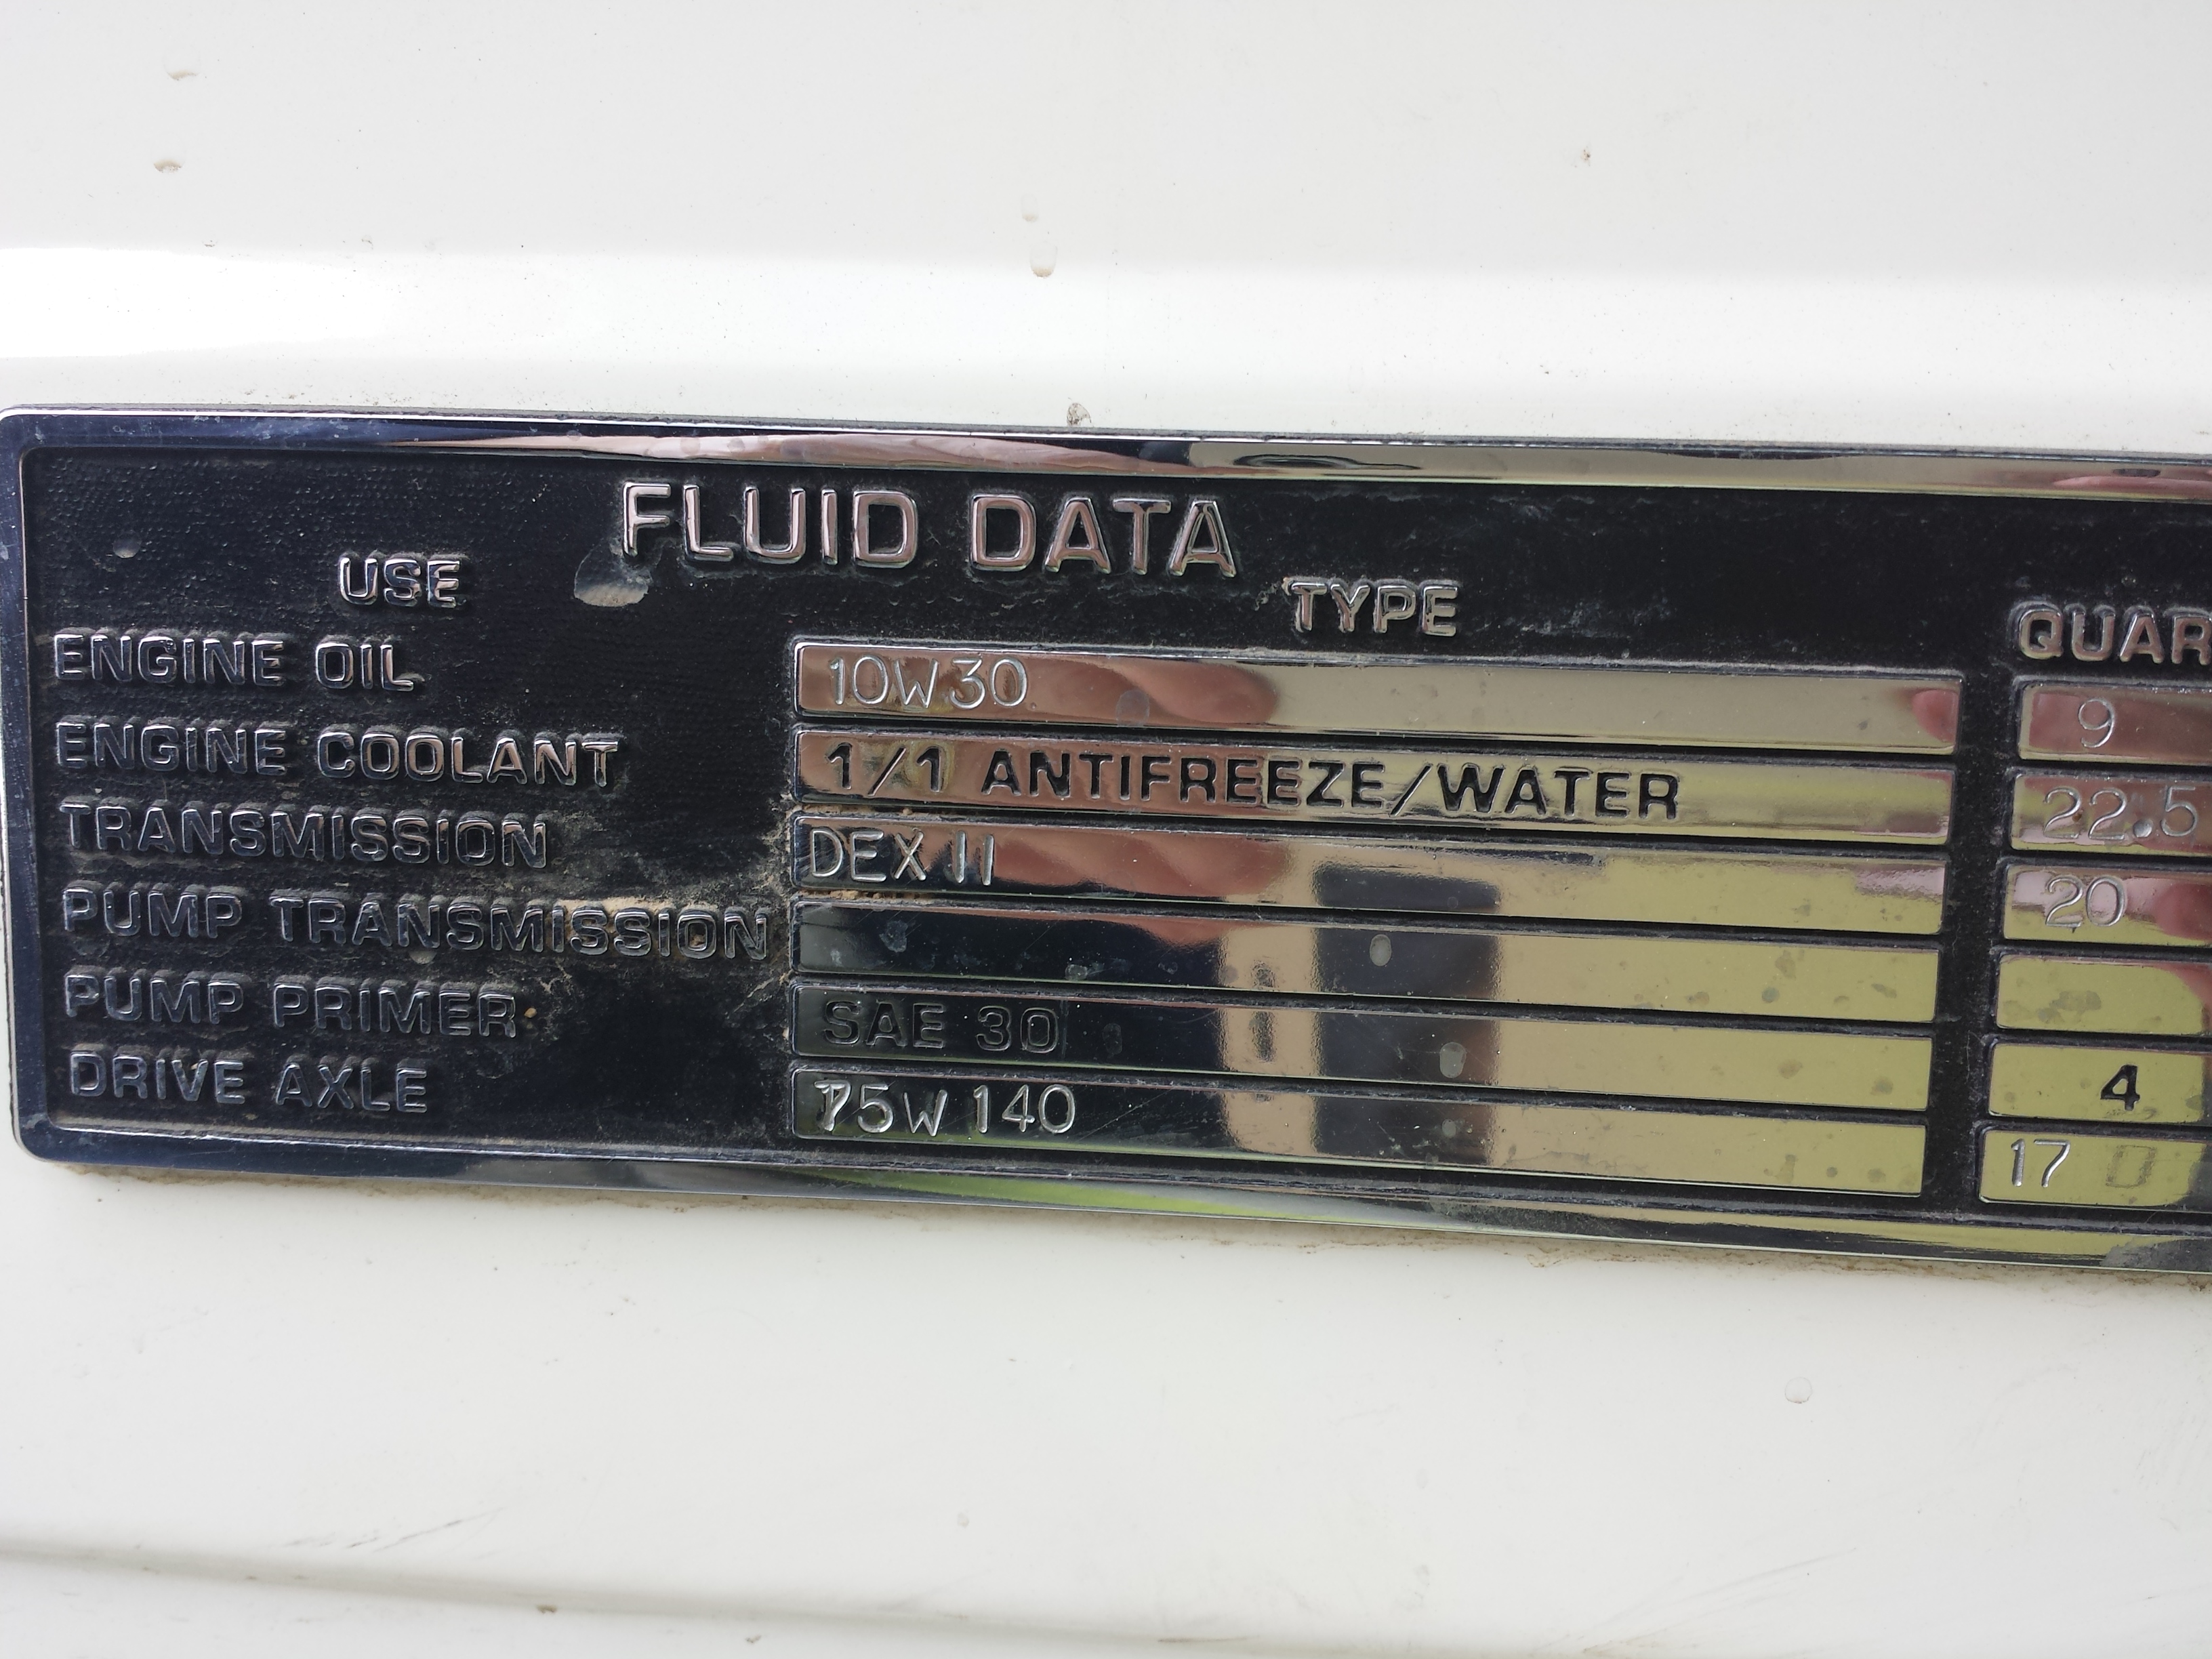 FLUID DATA
USE TYPE QUAR
ENGINE OIL 10W30 9
ENGINE COOLANT 1/1 ANTIFREEZE/WATER 22.5
TRANSMISSION DEX II 20
PUMP TRANSMISSION
PUMP PRIMER SAE 30 4
DRIVE AXLE 75W 140 17